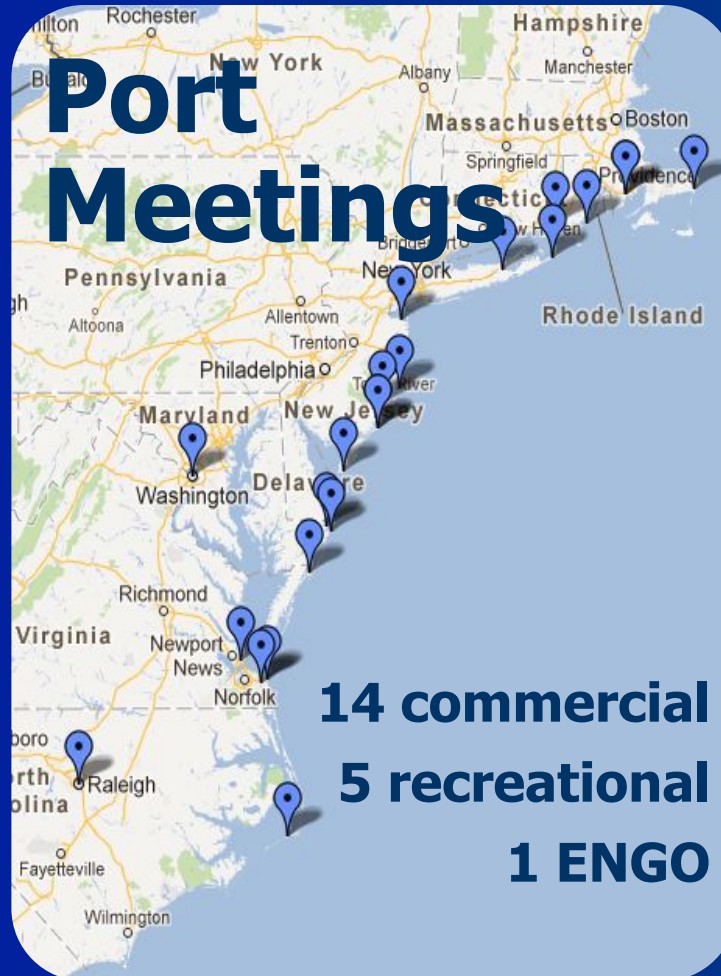 Rochester
Hampshire
New York
Albany
Manchester
Port
Meetings
Massachusetts
Boston
Springfield
Providence
Pennsylvania
New York
Rhode Island
Altoona
Allentown
Trenton
Philadelphia
Maryland
New Jersey
Washington
Delaware
Richmond
Virginia
Newport
News
Norfolk
14 commercial
Raleigh
5 recreational
1 ENGO
Fayetteville
Wilmington